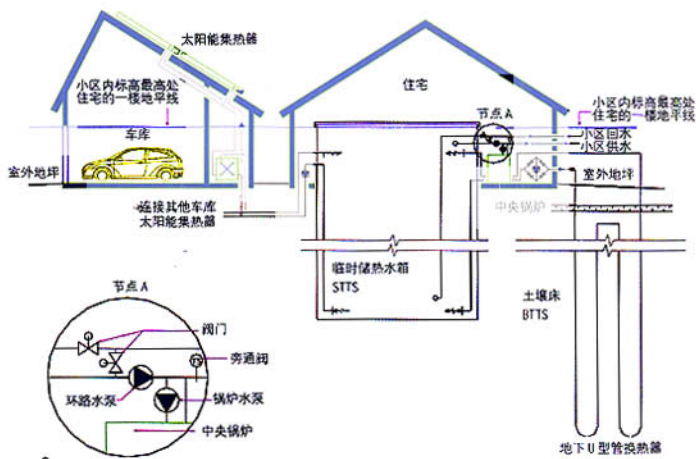 太阳能集热器
小区内标高最高处
住宅的一楼地平线
车库
室外地坪
连接其他车库
太阳能集热器
住宅
节点A
小区内标高最高处
住宅的一楼地平线
小区回水
小区供水
室外地坪
中央锅炉
临时储热水箱
STTS
土壤床
BTTS
地下U型管换热器
节点A
阀门
旁通阀
环路水泵
锅炉水泵
中央锅炉